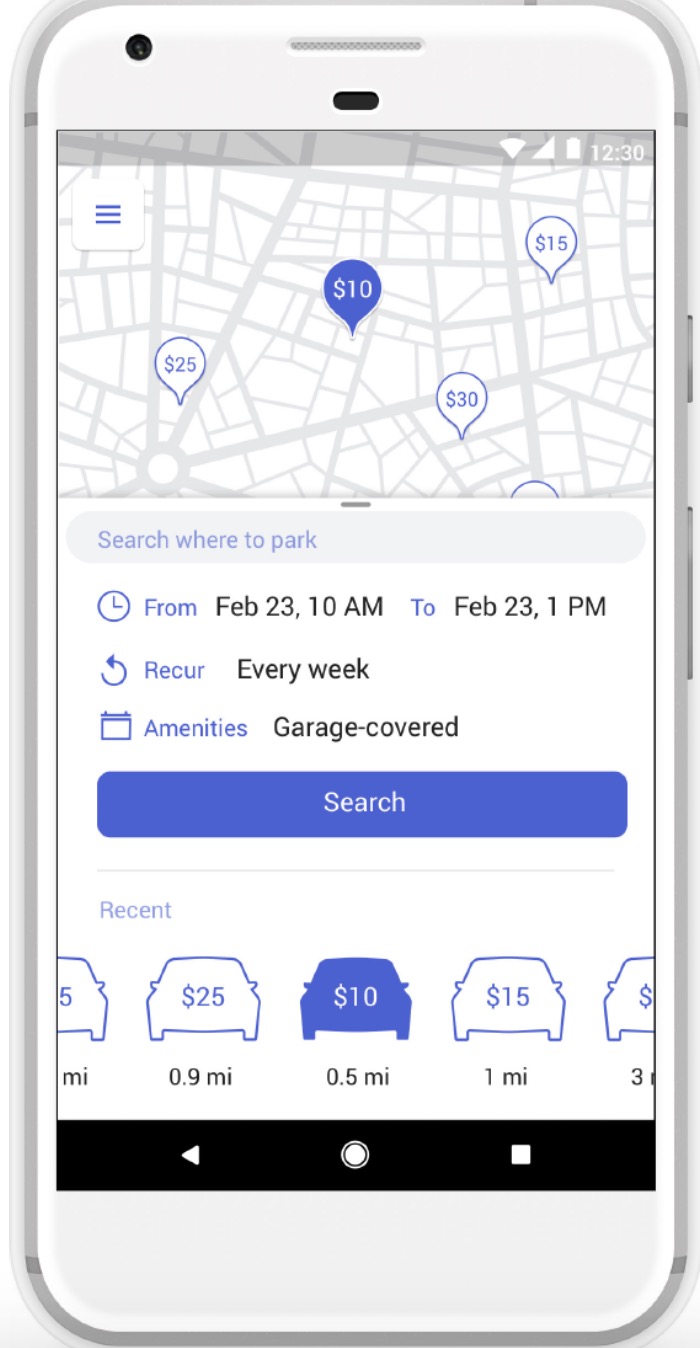 12:30
$15
$10
$25
$30
Search where to park
From Feb 23, 10 AM To Feb 23, 1 PM
Recur Every week
Amenities Garage-covered
Search
Recent
5 $25 $10 $15 $
mi 0.9 mi 0.5 mi 1 mi 3